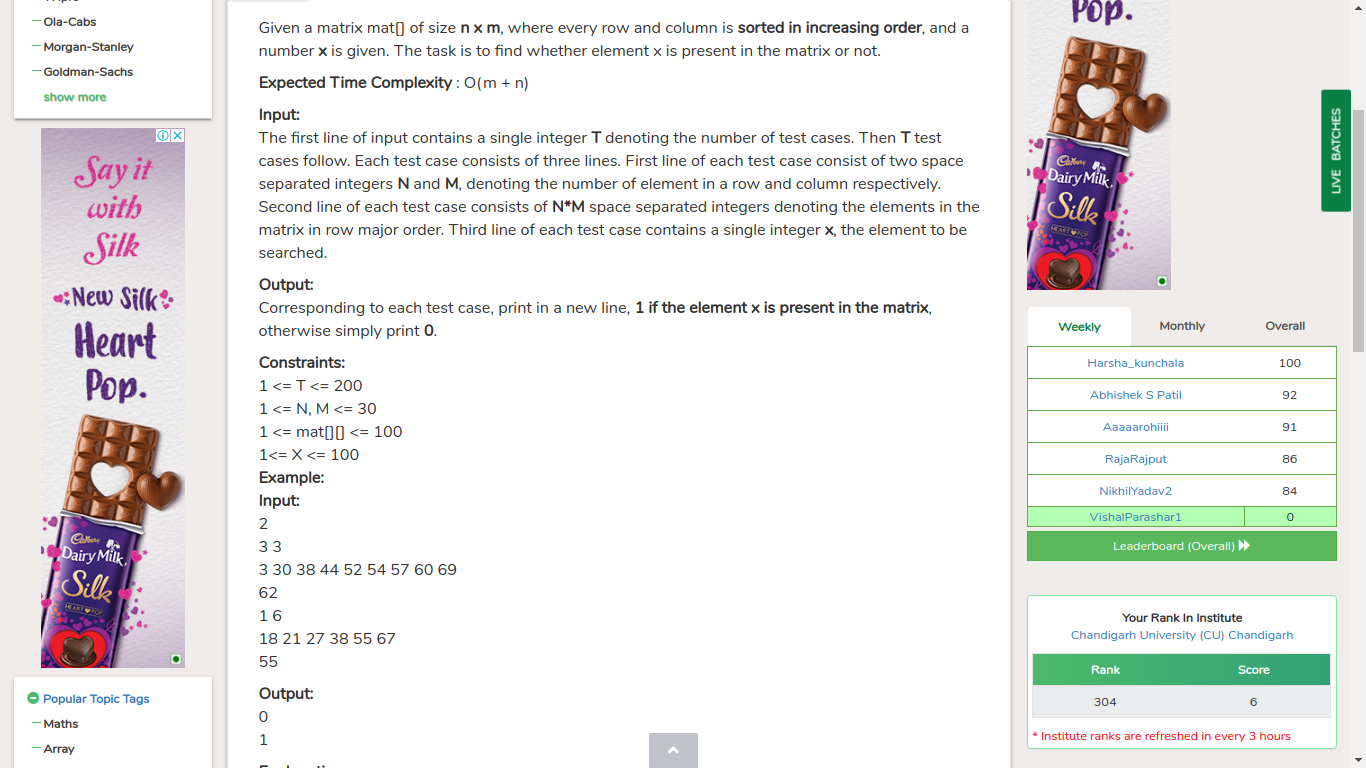 Ola-Cabs
Morgan-Stanley
Goldman-Sachs
show more
Say it
with
Silk
New Silk
Heart
Pop.
Cadbury
Dairy Milk
Silk
HEART POP
Popular Topic Tags
Maths
Array
Given a matrix mat[] of size n x m, where every row and column is sorted in increasing order, and a
number x is given. The task is to find whether element x is present in the matrix or not.
Expected Time Complexity : O(m + n)
Input:
The first line of input contains a single integer T denoting the number of test cases. Then T test
cases follow. Each test case consists of three lines. First line of each test case consist of two space
separated integers N and M, denoting the number of element in a row and column respectively.
Second line of each test case consists of N*M space separated integers denoting the elements in the
matrix in row major order. Third line of each test case contains a single integer x, the element to be
searched.
Output:
Corresponding to each test case, print in a new line, 1 if the element x is present in the matrix,
otherwise simply print 0.
Constraints:
1 <= T <= 200
1 <= N, M <= 30
1 <= mat[][] <= 100
1<= X <= 100
Example:
Input:
2
3 3
3 30 38 44 52 54 57 60 69
62
1 6
18 21 27 38 55 67
55
Output:
0
1
Pop.
Cadbury
Dairy Milk
Silk
HEART POP
LIVE BATCHES
Weekly Monthly Overall
Harsha_kunchala 100
Abhishek S Patil 92
Aaaaarohiiii 91
RajaRajput 86
NikhilYadav2 84
VishalParashar1 0
Leaderboard (Overall)
Your Rank In Institute
Chandigarh University (CU) Chandigarh
Rank Score
304 6
* Institute ranks are refreshed in every 3 hours